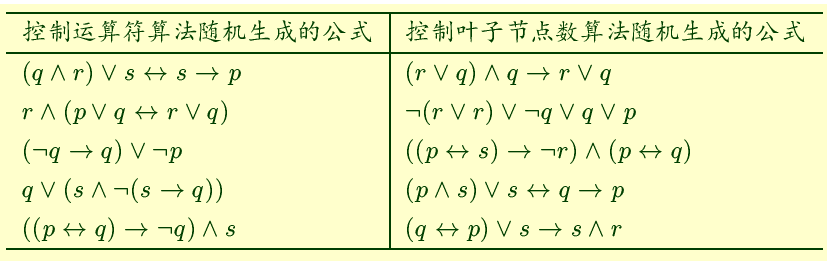 控制运算符算法随机生成的公式 控制叶子节点数算法随机生成的公式
(q ∧ r) ∨ s ↔ s → p (r ∨ q) ∧ q → r ∨ q
r ∧ (p ∨ q ↔ r ∨ q) ¬(r ∨ r) ∨ ¬q ∨ q ∨ p
(¬q → q) ∨ ¬p ((p ↔ s) → ¬r) ∧ (p ↔ q)
q ∨ (s ∧ ¬(s → q)) (p ∧ s) ∨ s ↔ q → p
((p ↔ q) → ¬q) ∧ s (q ↔ p) ∨ s → s ∧ r